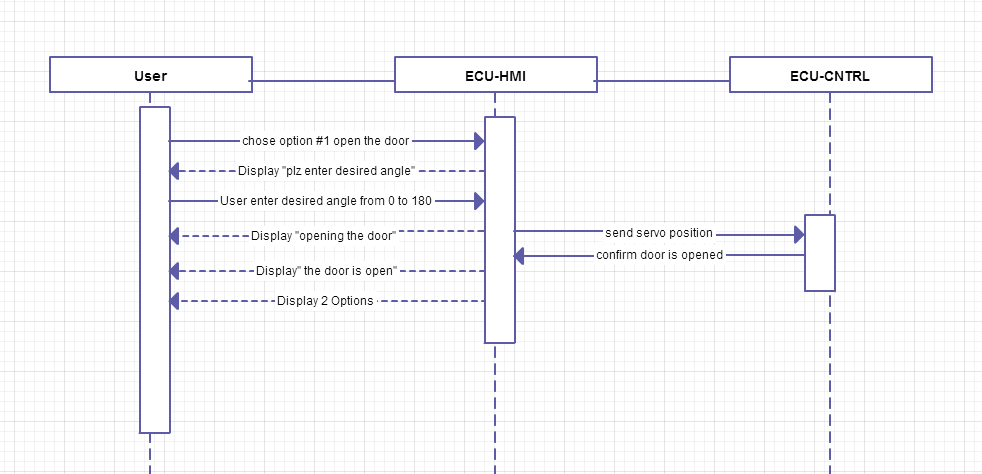 User
ECU-HMI
ECU-CNTRL
chose option #1 open the door
Display "plz enter desired angle"
User enter desired angle from 0 to 180
Display "opening the door"
send servo position
confirm door is opened
Display" the door is open"
Display 2 Options